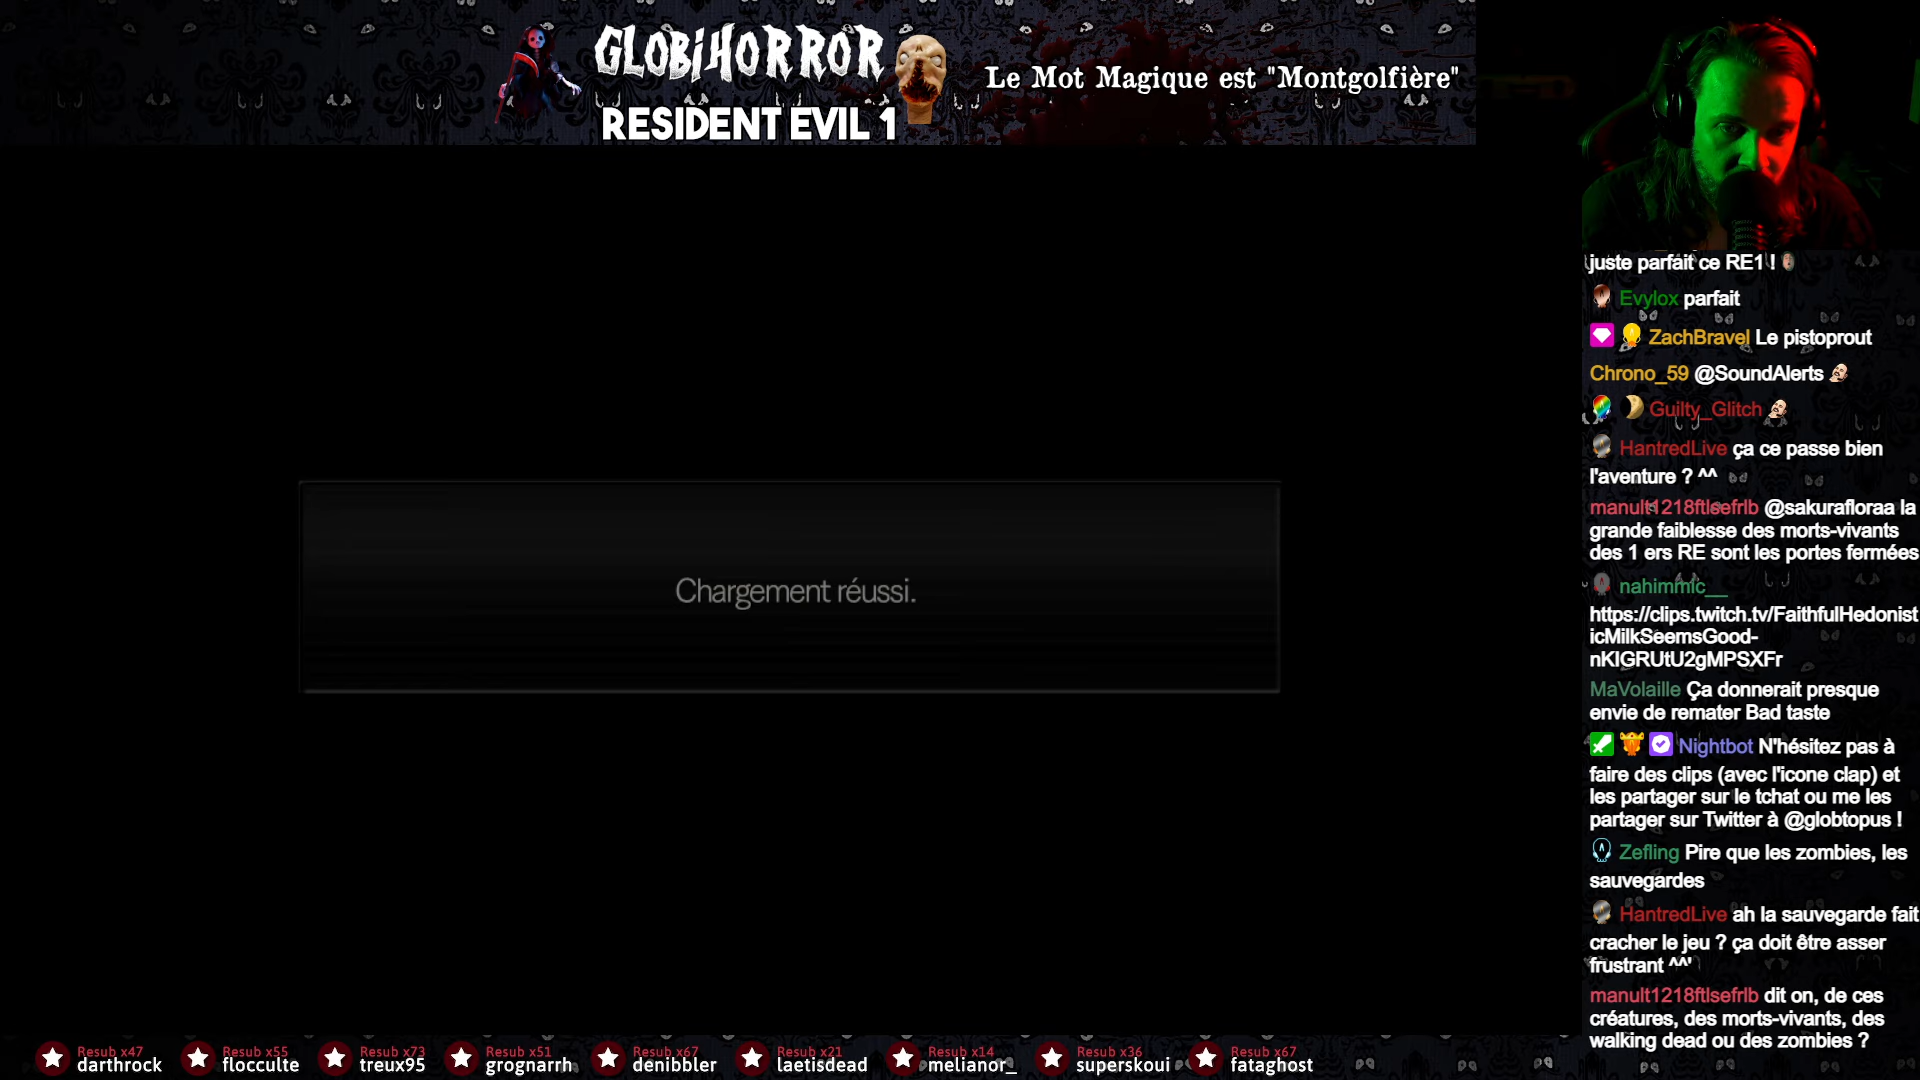 GLOBIHORROR
RESIDENT EVIL 1
Le Mot Magique est "Montgolfière"
juste parfait ce RE1 !
Evylox parfait
ZachBravel Le pistoprout
Chrono_59 @SoundAlerts
Guilty_Glitch
HantredLive ça ce passe bien
l'aventure ? ^^
manult1218ftlsefrlb @sakurafloraa la
grande faiblesse des morts-vivants
des 1 ers RE sont les portes fermées
nahimmic__
https://clips.twitch.tv/FaithfulHedonist
icMilkSeemsGood-
nKIGRUtU2gMPSXFr
MaVolaille Ça donnerait presque
envie de remater Bad taste
Nightbot N'hésitez pas à
faire des clips (avec l'icone clap) et
les partager sur le tchat ou me les
partager sur Twitter à @globtopus !
Zefling Pire que les zombies, les
sauvegardes
HantredLive ah la sauvegarde fait
cracher le jeu ? ça doit être asser
frustrant ^^'
manult1218ftlsefrlb dit on, de ces
créatures, des morts-vivants, des
walking dead ou des zombies ?
Chargement réussi.
Resub x47
darthrock
Resub x55
flocculte
Resub x73
treux95
Resub x51
grognarrh
Resub x67
denibbler
Resub x21
laetisdead
Resub x14
melianor_
Resub x36
superskoui
Resub x67
fataghost